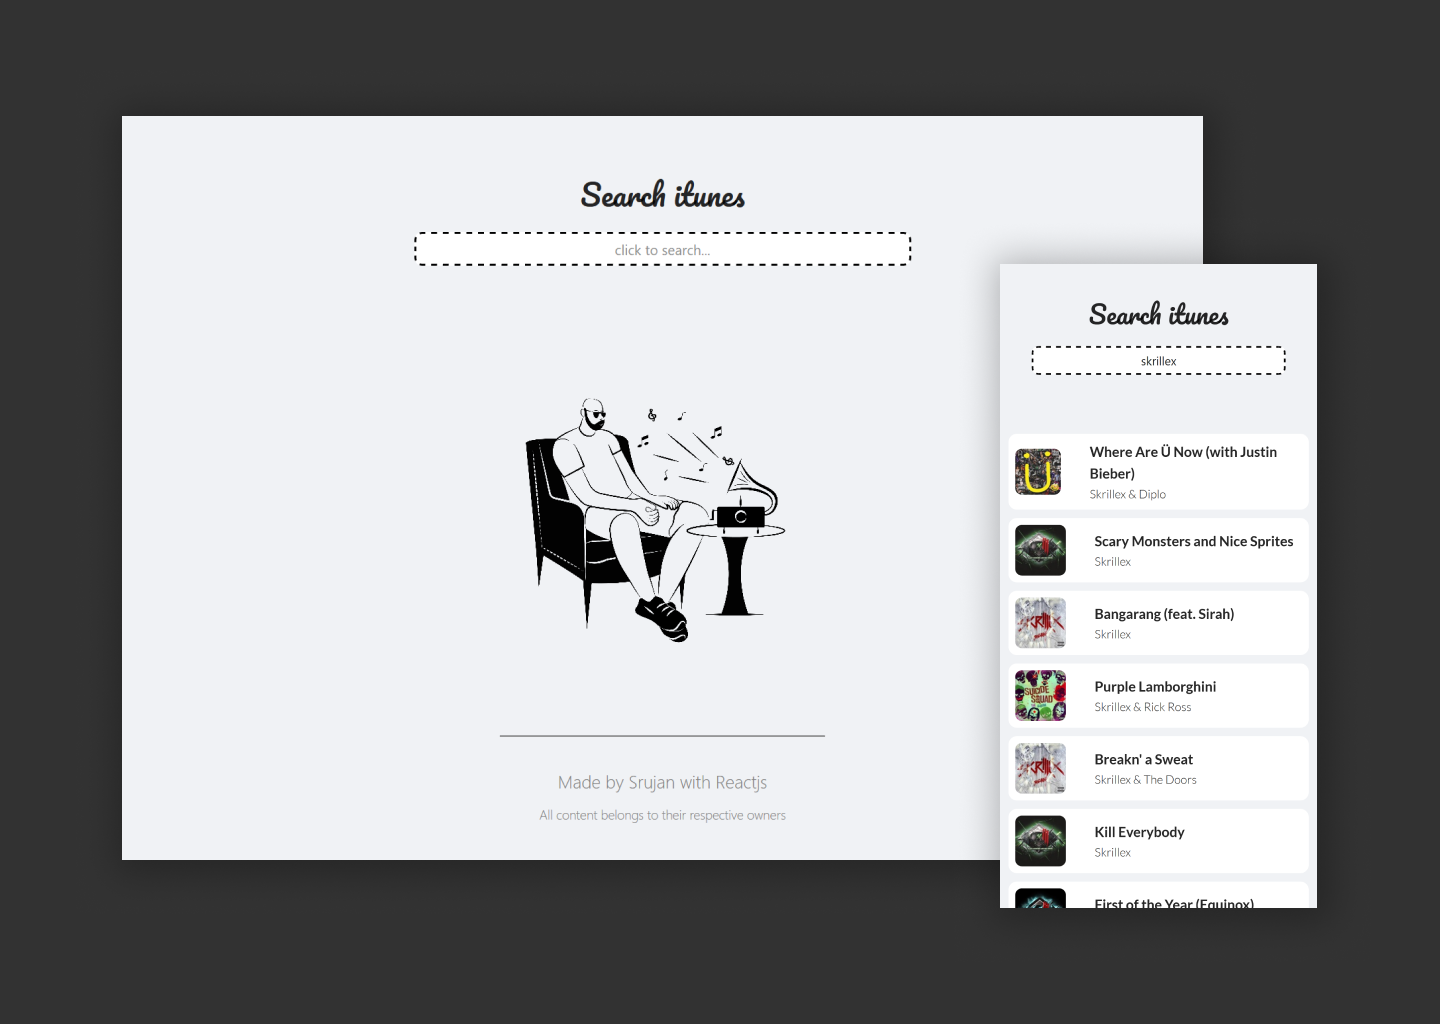 Search itunes
click to search...
Made by Srujan with Reactjs
All content belongs to their respective owners
Search itunes
skrillex
Where Are Ü Now (with Justin
Bieber)
Skrillex & Diplo
Scary Monsters and Nice Sprites
Skrillex
Bangarang (feat. Sirah)
Skrillex
Purple Lamborghini
Skrillex & Rick Ross
SUICIDE
SQUAD
Breakn' a Sweat
Skrillex & The Doors
Kill Everybody
Skrillex
First of the Year (Equinox)